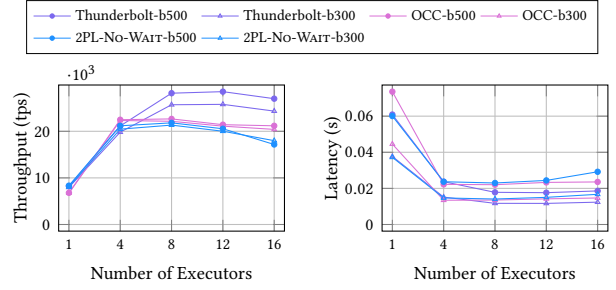 Thunderbolt-b500 Thunderbolt-b300 OCC-b500 OCC-b300
2PL-No-Wait-b500 2PL-No-Wait-b300
·10³
Throughput (tps)
20
10
0
1 4 8 12 16
Number of Executors
Latency (s)
0.06
0.04
0.02
0
1 4 8 12 16
Number of Executors